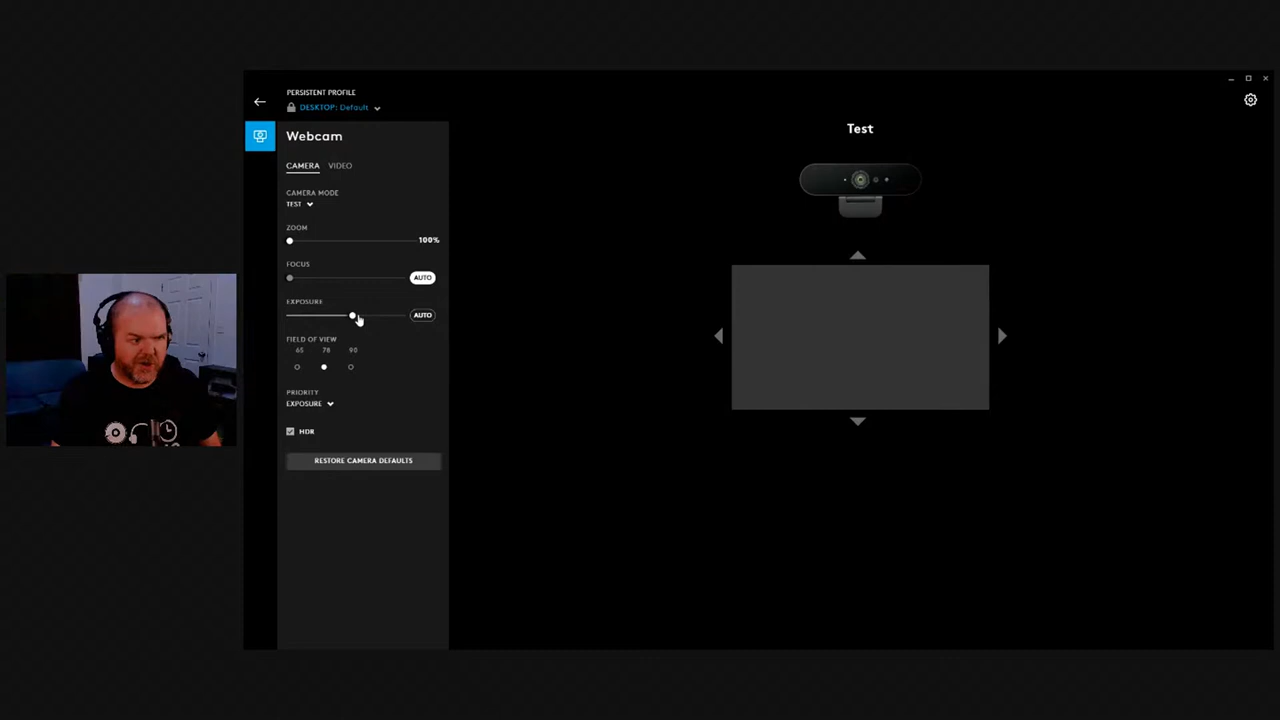 PERSISTENT PROFILE
DESKTOP: Default
Webcam
CAMERA VIDEO
CAMERA MODE
TEST
ZOOM
100%
FOCUS
AUTO
EXPOSURE
AUTO
FIELD OF VIEW
65 78 90
PRIORITY
EXPOSURE
HDR
RESTORE CAMERA DEFAULTS
Test